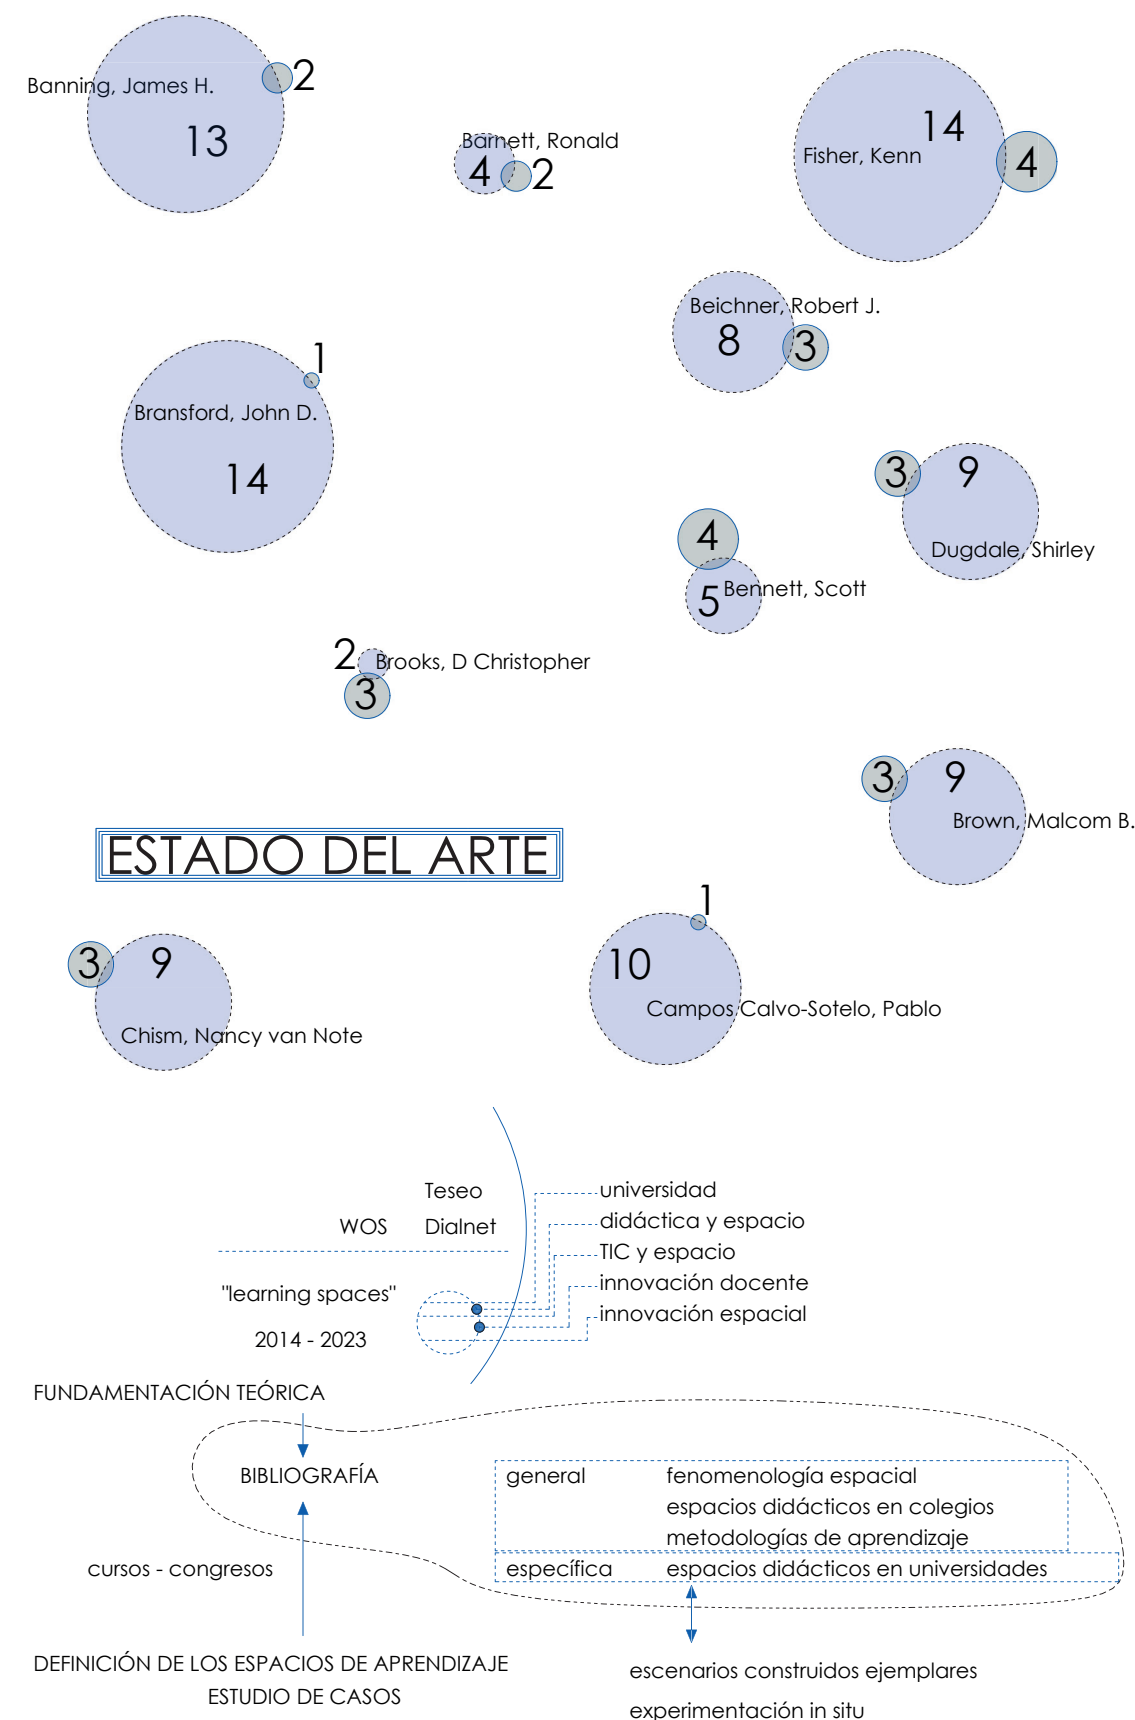 Banning, James H.
2
13
Barnett, Ronald
4
2
14
Fisher, Kenn
4
Beichner, Robert J.
8
3
1
Bransford, John D.
14
3
9
Dugdale, Shirley
4
5
Bennett, Scott
2
Brooks, D Christopher
3
3
9
Brown, Malcom B.
ESTADO DEL ARTE
3
9
Chism, Nancy van Note
1
10
Campos Calvo-Sotelo, Pablo
Teseo
WOS Dialnet
"learning spaces"
2014 - 2023
universidad
didáctica y espacio
TIC y espacio
innovación docente
innovación espacial
FUNDAMENTACIÓN TEÓRICA
BIBLIOGRAFÍA
general fenomenología espacial
espacios didácticos en colegios
metodologías de aprendizaje
específica espacios didácticos en universidades
cursos - congresos
DEFINICIÓN DE LOS ESPACIOS DE APRENDIZAJE
ESTUDIO DE CASOS
escenarios construidos ejemplares
experimentación in situ